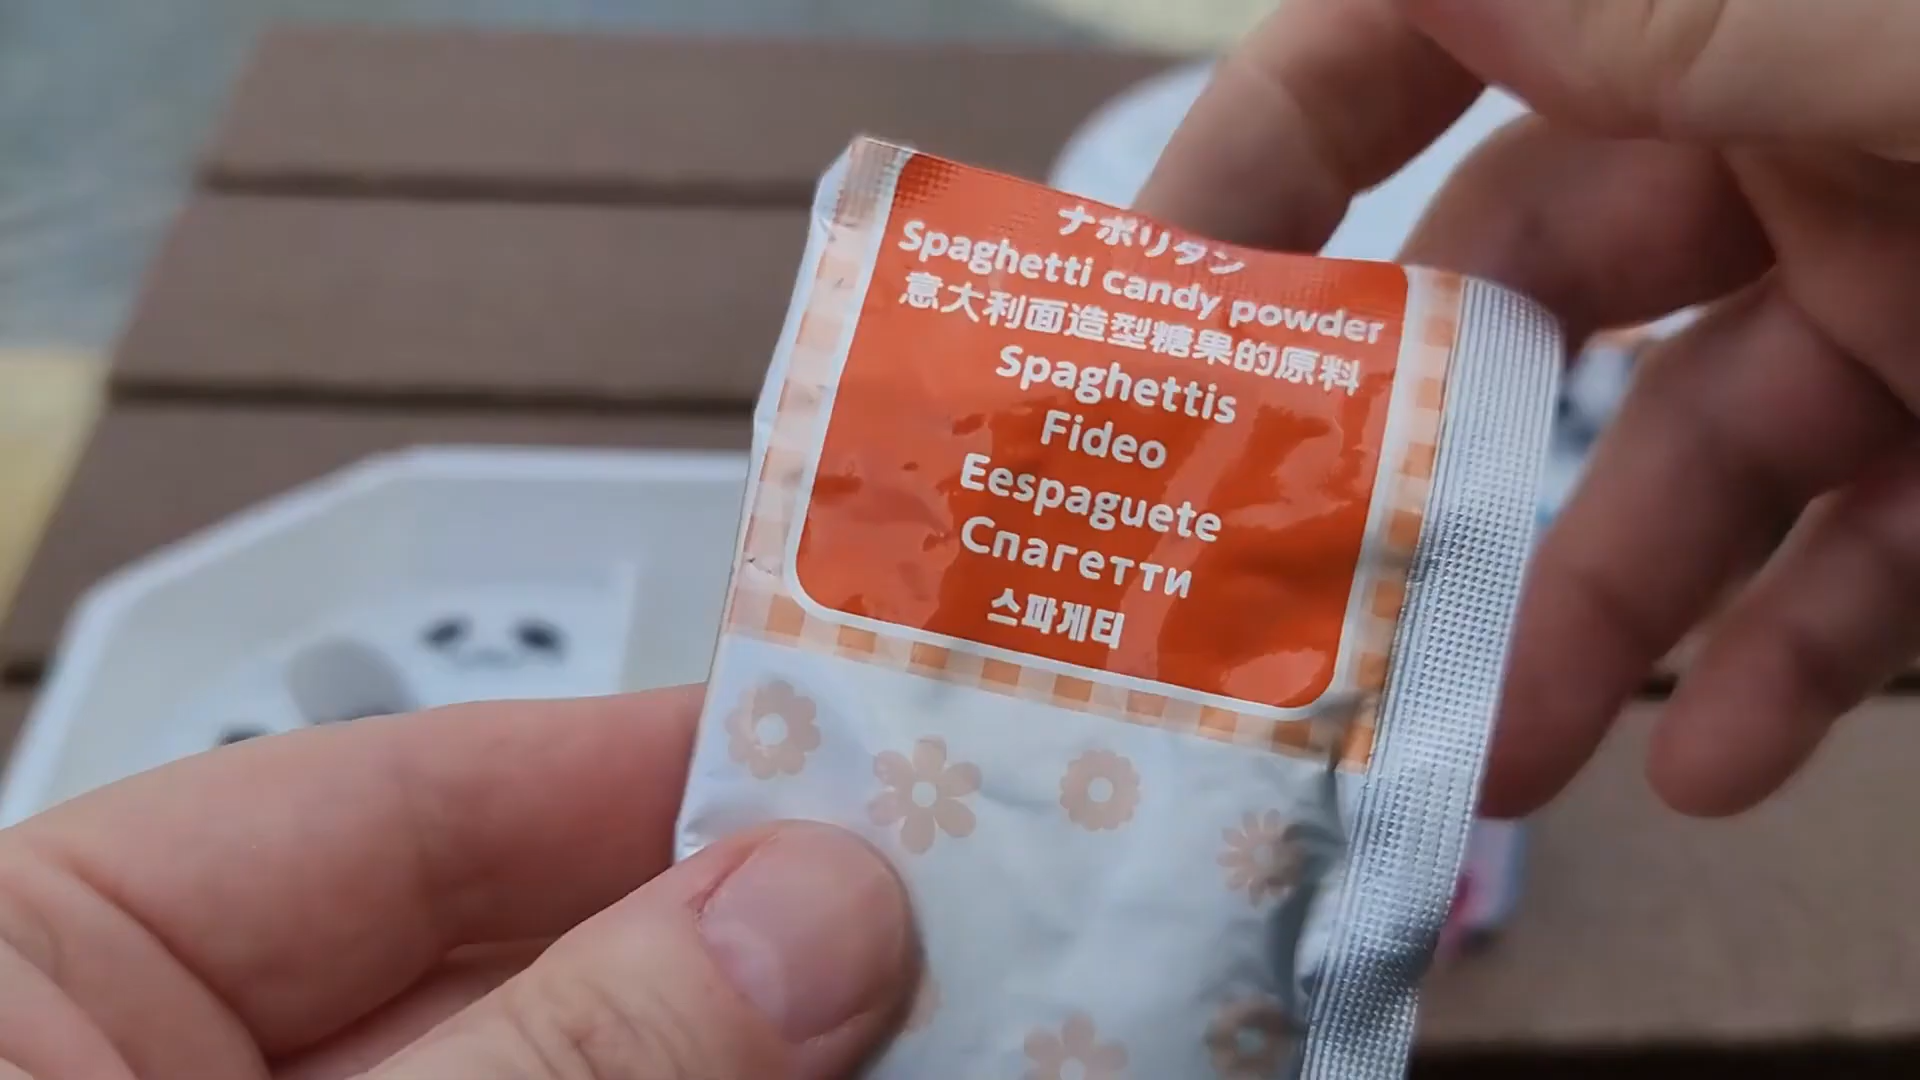 ナポリタン
Spaghetti candy powder
意大利面造型糖果的原料
Spaghettis
Fideo
Eespaguete
Спагетти
스파게티